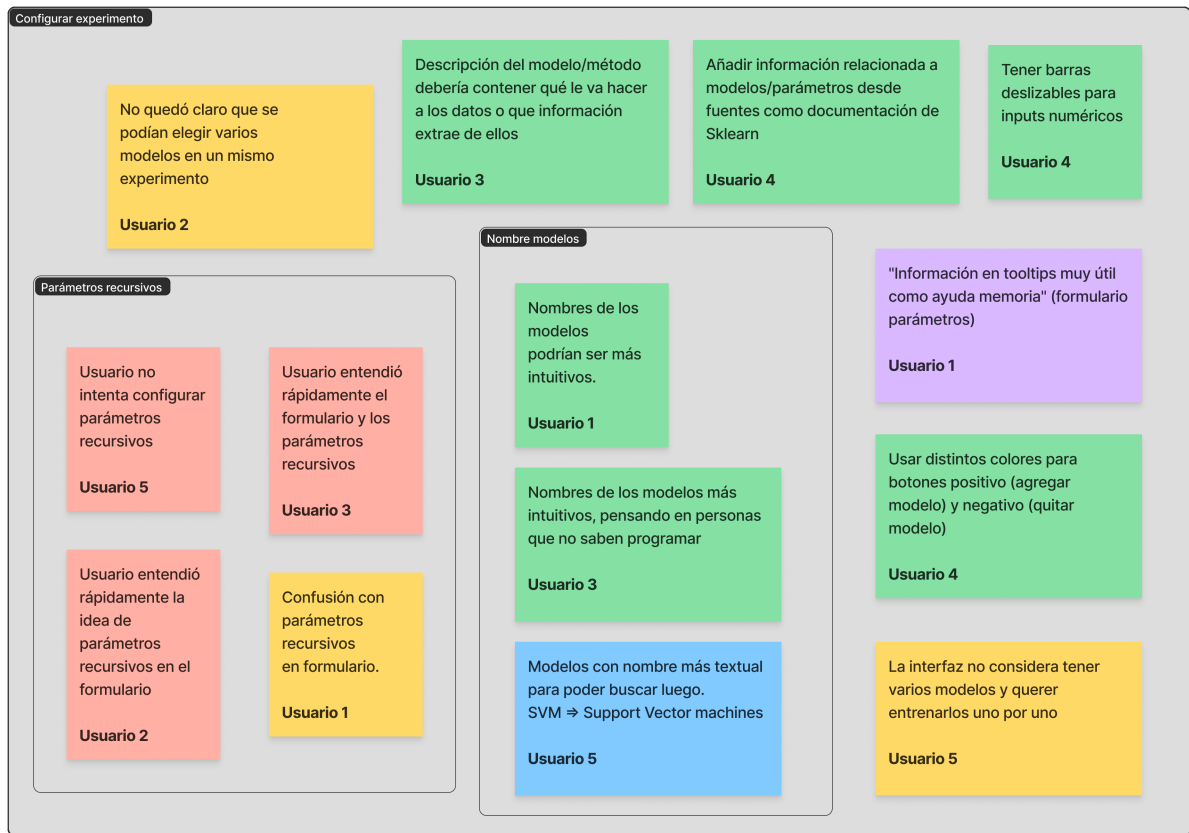 Configurar experimento
No quedó claro que se
podían elegir varios
modelos en un mismo
experimento
Usuario 2
Descripción del modelo/método
debería contener qué le va hacer
a los datos o que información
extrae de ellos
Usuario 3
Añadir información relacionada a
modelos/parámetros desde
fuentes como documentación de
Sklearn
Usuario 4
Tener barras
deslizables para
inputs numéricos
Usuario 4
Parámetros recursivos
Usuario no
intenta configurar
parámetros
recursivos
Usuario 5
Usuario entendió
rápidamente el
formulario y los
parámetros
recursivos
Usuario 3
Usuario entendió
rápidamente la
idea de
parámetros
recursivos en el
formulario
Usuario 2
Confusión con
parámetros
recursivos
en formulario.
Usuario 1
Nombre modelos
Nombres de los
modelos
podrían ser más
intuitivos.
Usuario 1
Nombres de los modelos más
intuitivos, pensando en personas
que no saben programar
Usuario 3
Modelos con nombre más textual
para poder buscar luego.
SVM => Support Vector machines
Usuario 5
"Información en tooltips muy útil
como ayuda memoria" (formulario
parámetros)
Usuario 1
Usar distintos colores para
botones positivo (agregar
modelo) y negativo (quitar
modelo)
Usuario 4
La interfaz no considera tener
varios modelos y querer
entrenarlos uno por uno
Usuario 5